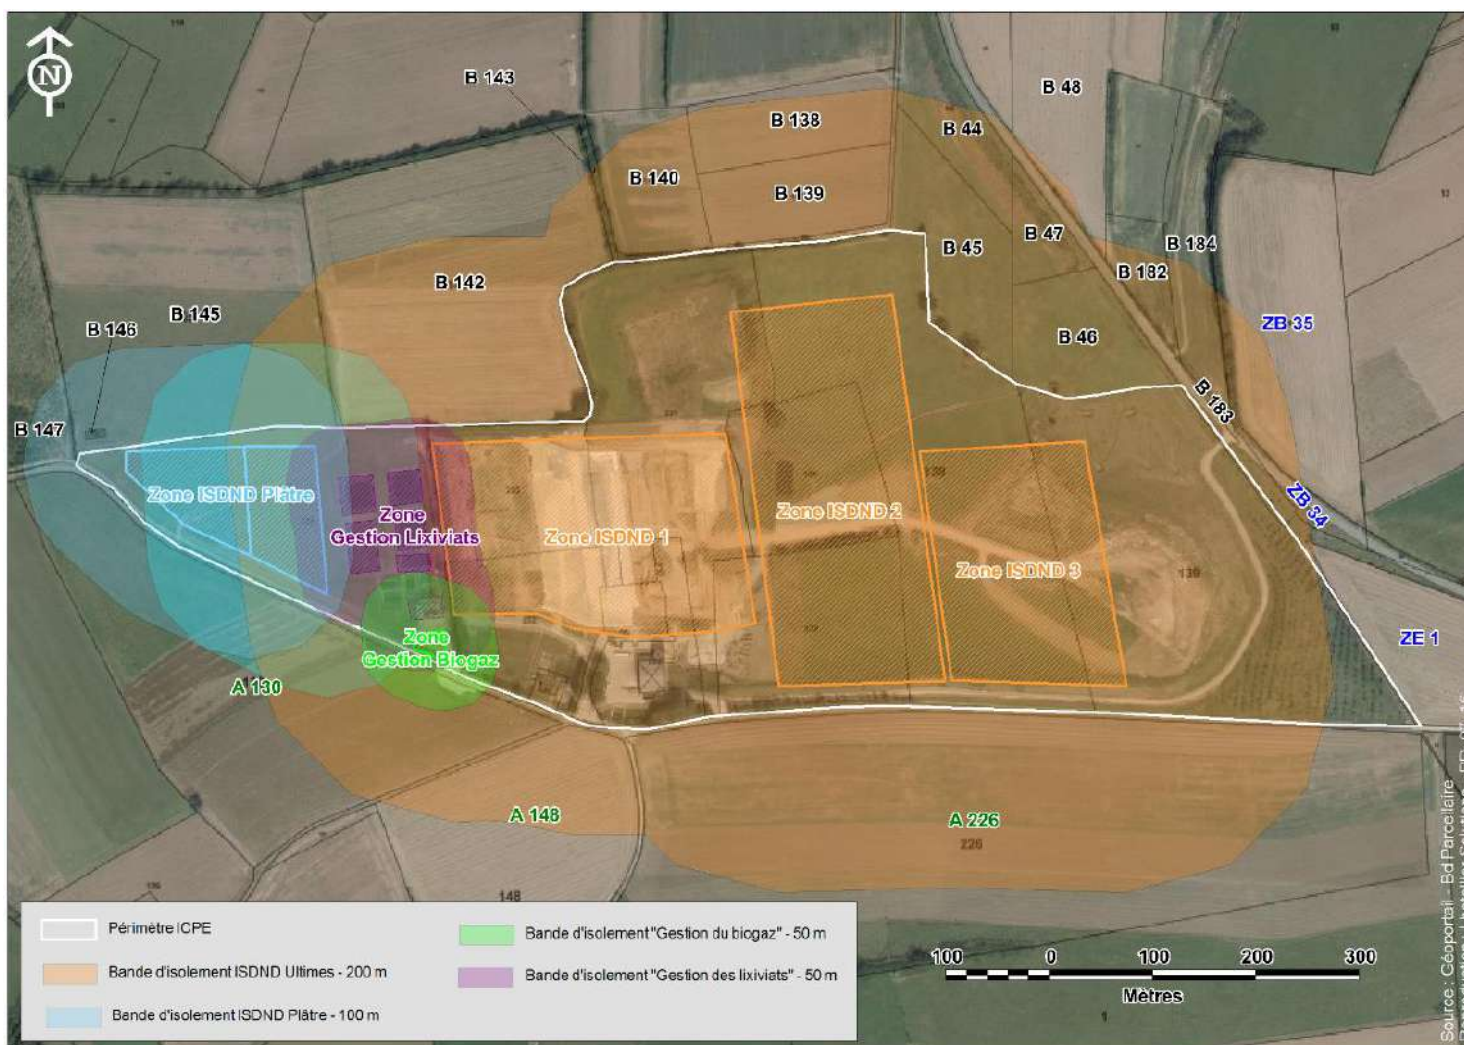 N
B 143
B 48
B 138
B 44
B 140
B 139
B 47
B 45
B 184
B 182
B 142
B 145
B 146
ZB 35
B 46
B 183
B 147
Zone ISDND Plâtre
Zone
Gestion Lixiviats
Zone ISDND 1
Zone ISDND 2
ZB 34
Zone ISDND 3
130
139
Zone
Gestion Biogaz
ZE 1
A 130
A 148
A 226
226
148
Périmètre ICPE
Bande d'isolement ISDND Ultimes - 200 m
Bande d'isolement ISDND Plâtre - 100 m
Bande d'isolement "Gestion du biogaz" - 50 m
Bande d'isolement "Gestion des lixiviats" - 50 m
100 0 100 200 300
Mètres
Source : Géoportail - Bd Parcellaire